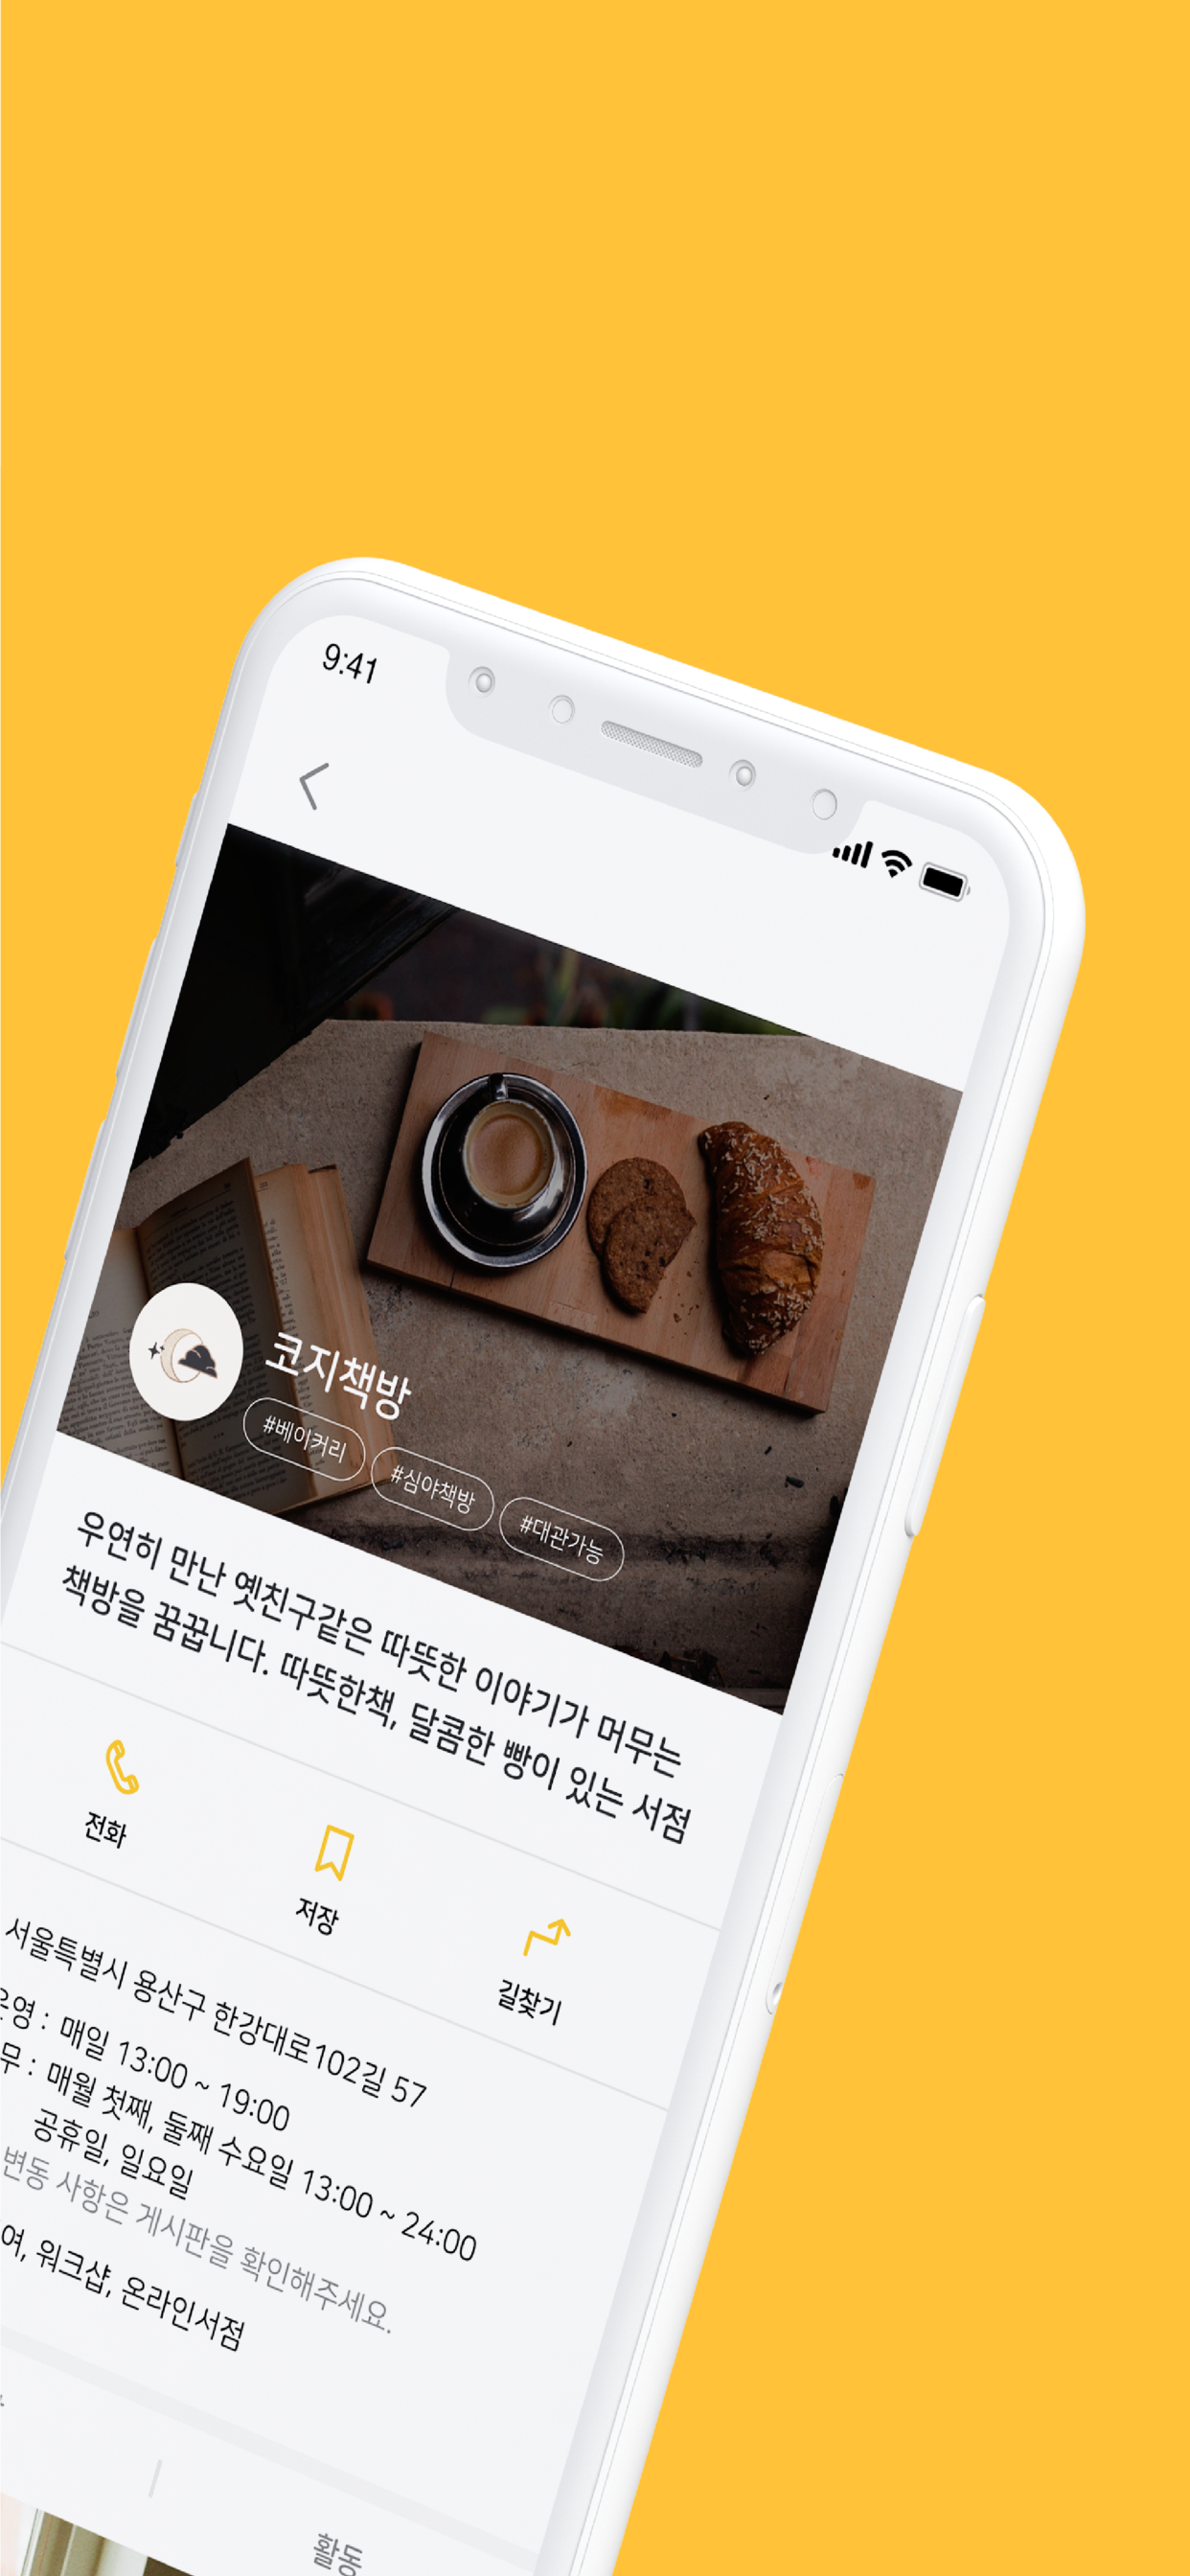 9:41
코지책방
#베이커리 #심야책방 #대관가능
우연히 만난 옛친구같은 따뜻한 이야기가 머무는
책방을 꿈꿉니다. 따뜻한책, 달콤한 빵이 있는 서점
전화 저장 길찾기
서울특별시 용산구 한강대로102길 57
영 : 매일 13:00 ~ 19:00
무 : 매월 첫째, 둘째 수요일 13:00 ~ 24:00
공휴일, 일요일
변동 사항은 게시판을 확인해주세요.
여, 워크샵, 온라인서점
활동